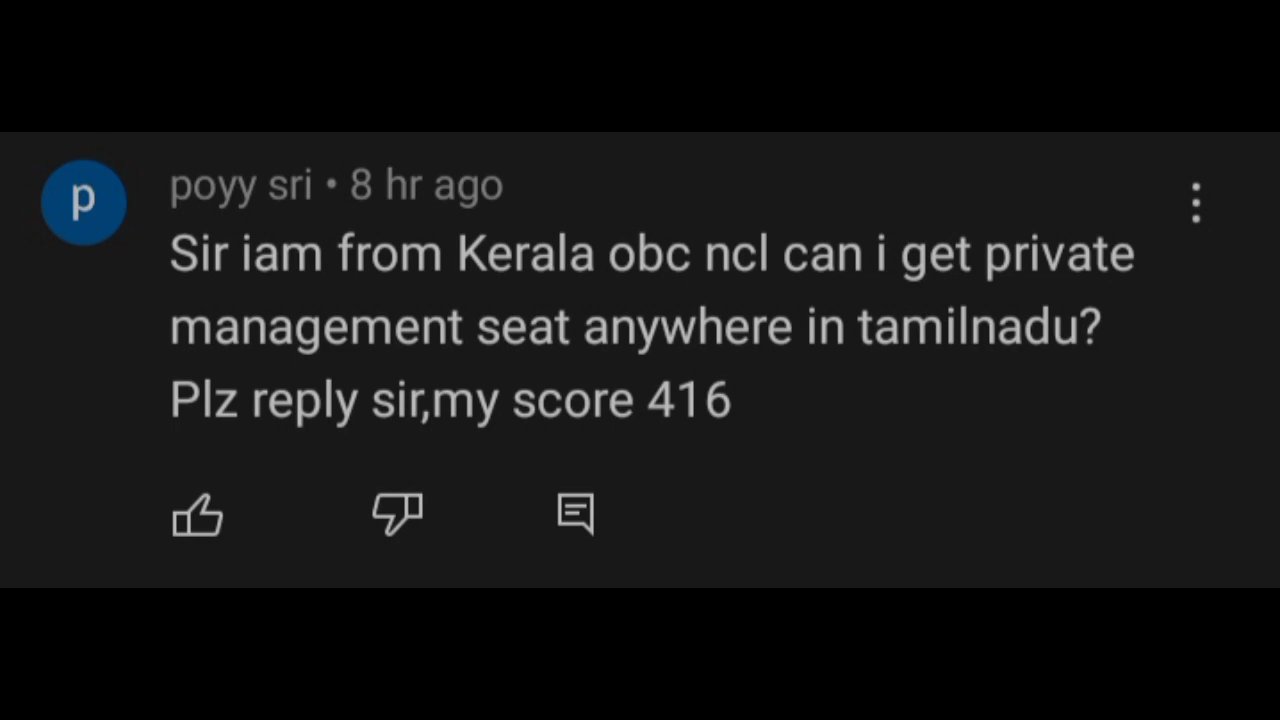 p
poyy sri • 8 hr ago
Sir iam from Kerala obc ncl can i get private
management seat anywhere in tamilnadu?
Plz reply sir,my score 416